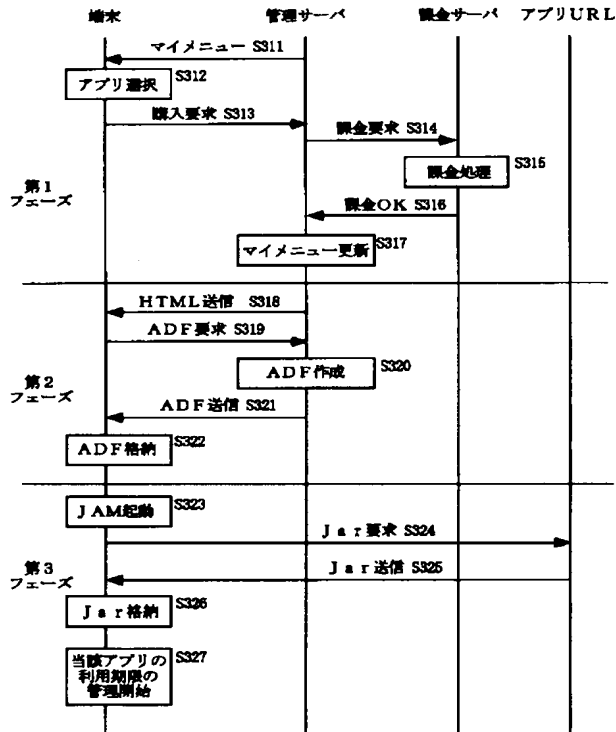 端末 管理サーバ 課金サーバ アプリURL
マイメニュー S311
アプリ選択 S312
購入要求 S313
課金要求 S314
課金処理 S315
課金OK S316
マイメニュー更新 S317
第1
フェーズ
HTML送信 S318
ADF要求 S319
ADF作成 S320
ADF送信 S321
ADF格納 S322
第2
フェーズ
JAM起動 S323
Jar要求 S324
Jar送信 S325
Jar格納 S326
第3
フェーズ
当該アプリの S327
利用期限の
管理開始